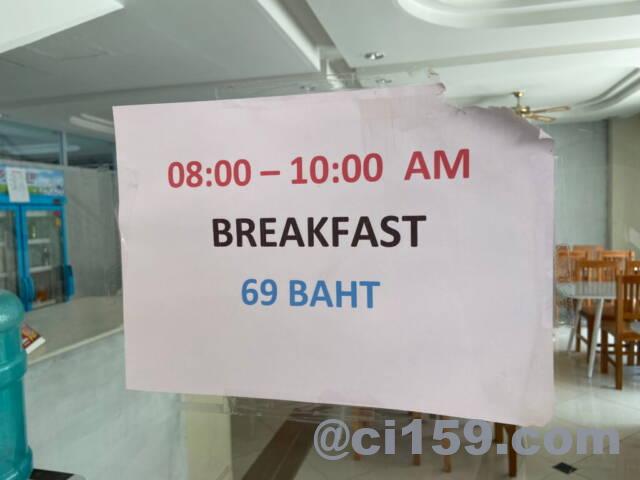 08:00 – 10:00 AM
BREAKFAST
69 BAHT
@ci159.com